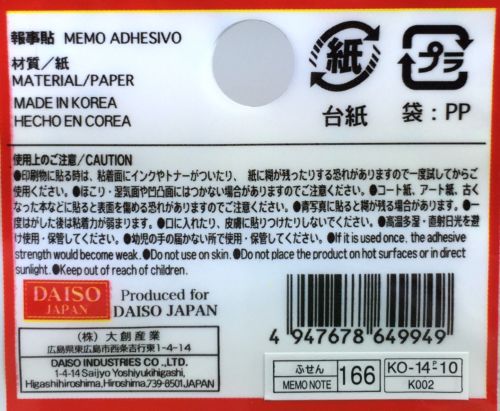 報事貼 MEMO ADHESIVO
材質／紙
MATERIAL/PAPER
MADE IN KOREA
HECHO EN COREA
紙
台紙
プラ
袋：PP
使用上のご注意/CAUTION
●印刷物に貼る時は、粘着面にインクやトナーがついたり、 紙に糊が残ったりする恐れがありますので一度試してからご
使用ください。●ほこり・湿気面や凹凸面にはつかない場合がありますのでご注意ください。●コート紙、アート紙、古く
なった本などに貼ると表面を傷める恐れがありますのでご注意ください。●青写真に貼ると糊が残る場合があります。●一
度はがした後は粘着力が弱まります。●口に入れたり、皮膚に貼りつけたりしないでください。●高温多湿・直射日光を避
け使用・保管してください。●幼児の手の届かない所で使用・保管してください。●If it is used once, the adhesive
strength would become weak. ●Do not use on skin. ●Do not place the product on hot surfaces or in direct
sunlight. ●Keep out of reach of children.
DAISO
JAPAN
Produced for
DAISO JAPAN
(株) 大創産業
広島県東広島市西条吉行東1-4-14
DAISO INDUSTRIES CO .,LTD.
1-4-14 Saijyo Yoshiyukihigashi,
Higashihiroshima,Hiroshima,739-8501,JAPAN
4 947678 649949
ふせん
MEMO NOTE
166
KO-14-P-10
K002